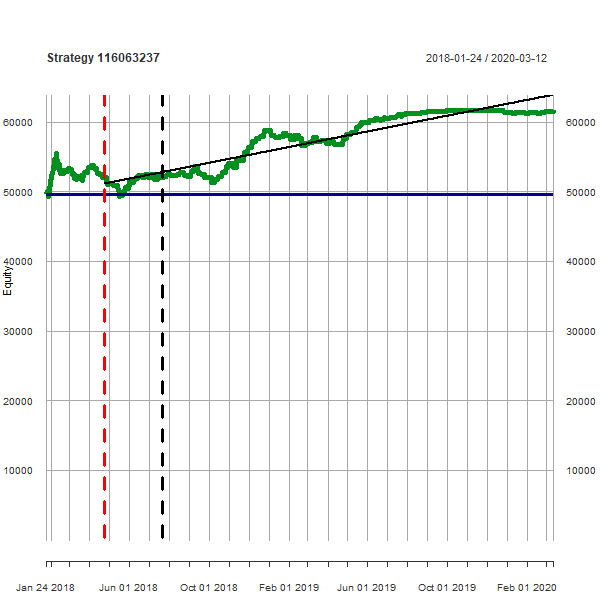 Strategy 116063237
2018-01-24 / 2020-03-12
60000
60000
50000
50000
40000
40000
Equity
30000
30000
20000
20000
10000
10000
Jan 24 2018
Jun 01 2018
Oct 01 2018
Feb 01 2019
Jun 01 2019
Oct 01 2019
Feb 01 2020